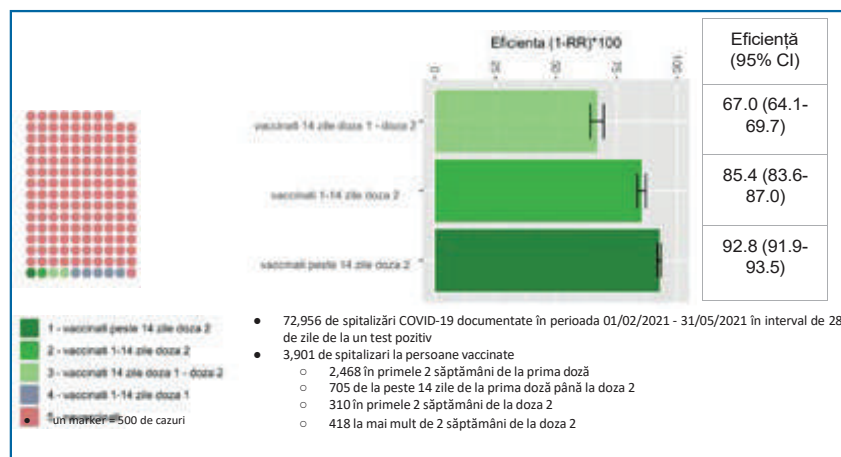 Eficienta (1-RR)*100
0 25 50 75 100
vaccinati 14 zile doza 1 - doza 2
vaccinati 1-14 zile doza 2
vaccinati peste 14 zile doza 2
Eficiență
(95% CI)
67.0 (64.1-
69.7)
85.4 (83.6-
87.0)
92.8 (91.9-
93.5)
1 - vaccinati peste 14 zile doza 2
2 - vaccinati 1-14 zile doza 2
3 - vaccinati 14 zile doza 1 - doza 2
4 - vaccinati 1-14 zile doza 1
5 - nevaccinati
● un marker = 500 de cazuri
● 72,956 de spitalizări COVID-19 documentate în perioada 01/02/2021 - 31/05/2021 în interval de 28
de zile de la un test pozitiv
● 3,901 de spitalizari la persoane vaccinate
○ 2,468 în primele 2 săptămâni de la prima doză
○ 705 de la peste 14 zile de la prima doză până la doza 2
○ 310 în primele 2 săptămâni de la doza 2
○ 418 la mai mult de 2 săptămâni de la doza 2